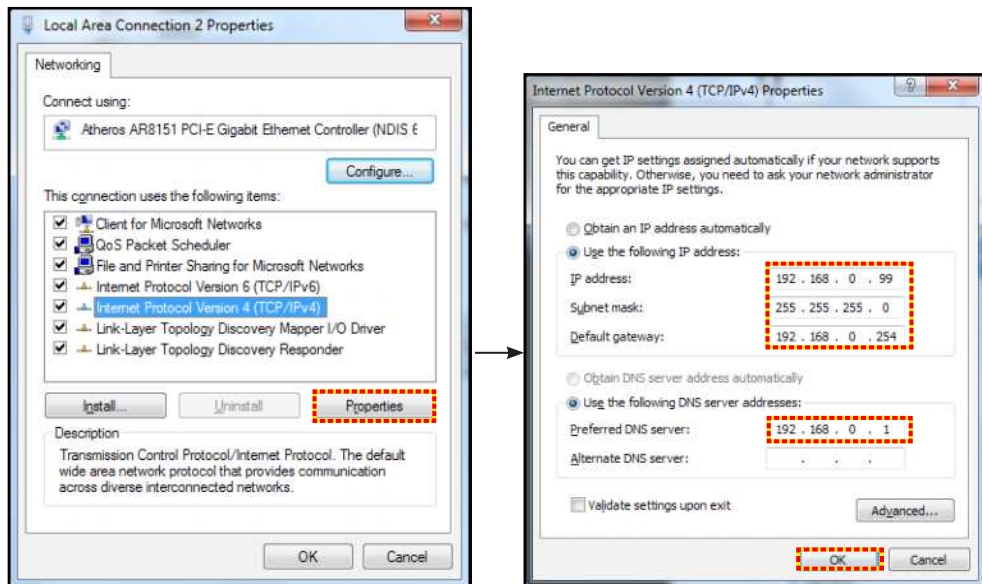 Local Area Connection 2 Properties
Networking
Connect using:
Atheros AR8151 PCI-E Gigabit Ethernet Controller (NDIS 6
Configure...
This connection uses the following items:
Client for Microsoft Networks
QoS Packet Scheduler
File and Printer Sharing for Microsoft Networks
Internet Protocol Version 6 (TCP/IPv6)
Internet Protocol Version 4 (TCP/IPv4)
Link-Layer Topology Discovery Mapper I/O Driver
Link-Layer Topology Discovery Responder
Install...
Uninstall
Properties
Description
Transmission Control Protocol/Internet Protocol. The default
wide area network protocol that provides communication
across diverse interconnected networks.
OK
Cancel
Internet Protocol Version 4 (TCP/IPv4) Properties
General
You can get IP settings assigned automatically if your network supports
this capability. Otherwise, you need to ask your network administrator
for the appropriate IP settings.
Obtain an IP address automatically
Use the following IP address:
IP address: 192 . 168 . 0 . 99
Subnet mask: 255 . 255 . 255 . 0
Default gateway: 192 . 168 . 0 . 254
Obtain DNS server address automatically
Use the following DNS server addresses:
Preferred DNS server: 192 . 168 . 0 . 1
Alternate DNS server: . . .
Validate settings upon exit
Advanced...
OK
Cancel